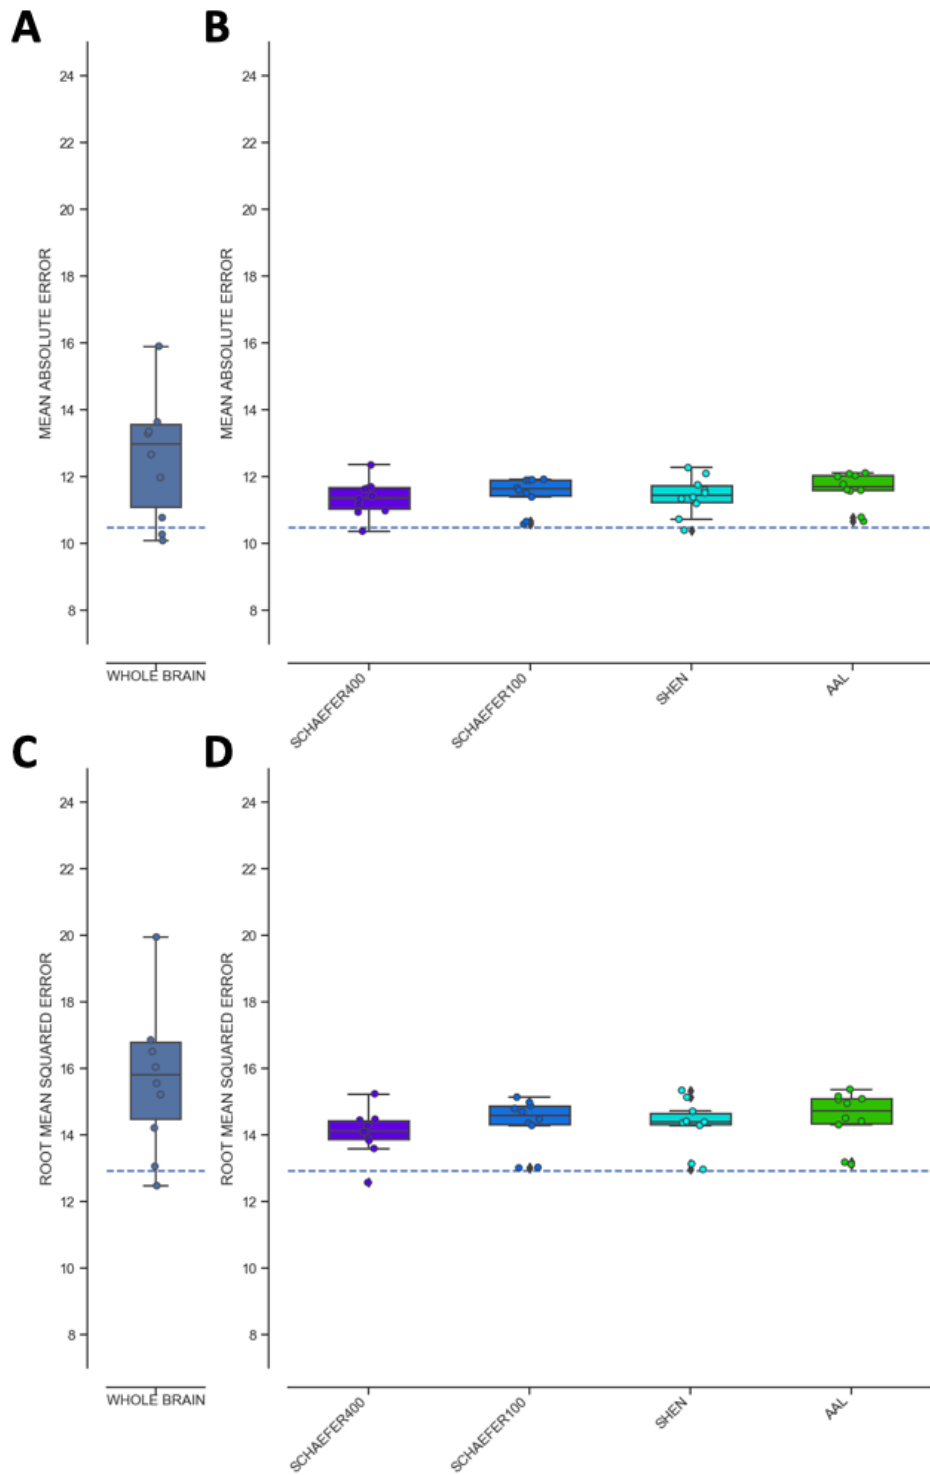 A
B
24
22
20
18
16
14
12
10
8
MEAN ABSOLUTE ERROR
WHOLE BRAIN
24
22
20
18
16
14
12
10
8
MEAN ABSOLUTE ERROR
SCHAEFER400
SCHAEFER100
SHEN
AAL
C
D
24
22
20
18
16
14
12
10
8
ROOT MEAN SQUARED ERROR
WHOLE BRAIN
24
22
20
18
16
14
12
10
8
ROOT MEAN SQUARED ERROR
SCHAEFER400
SCHAEFER100
SHEN
AAL